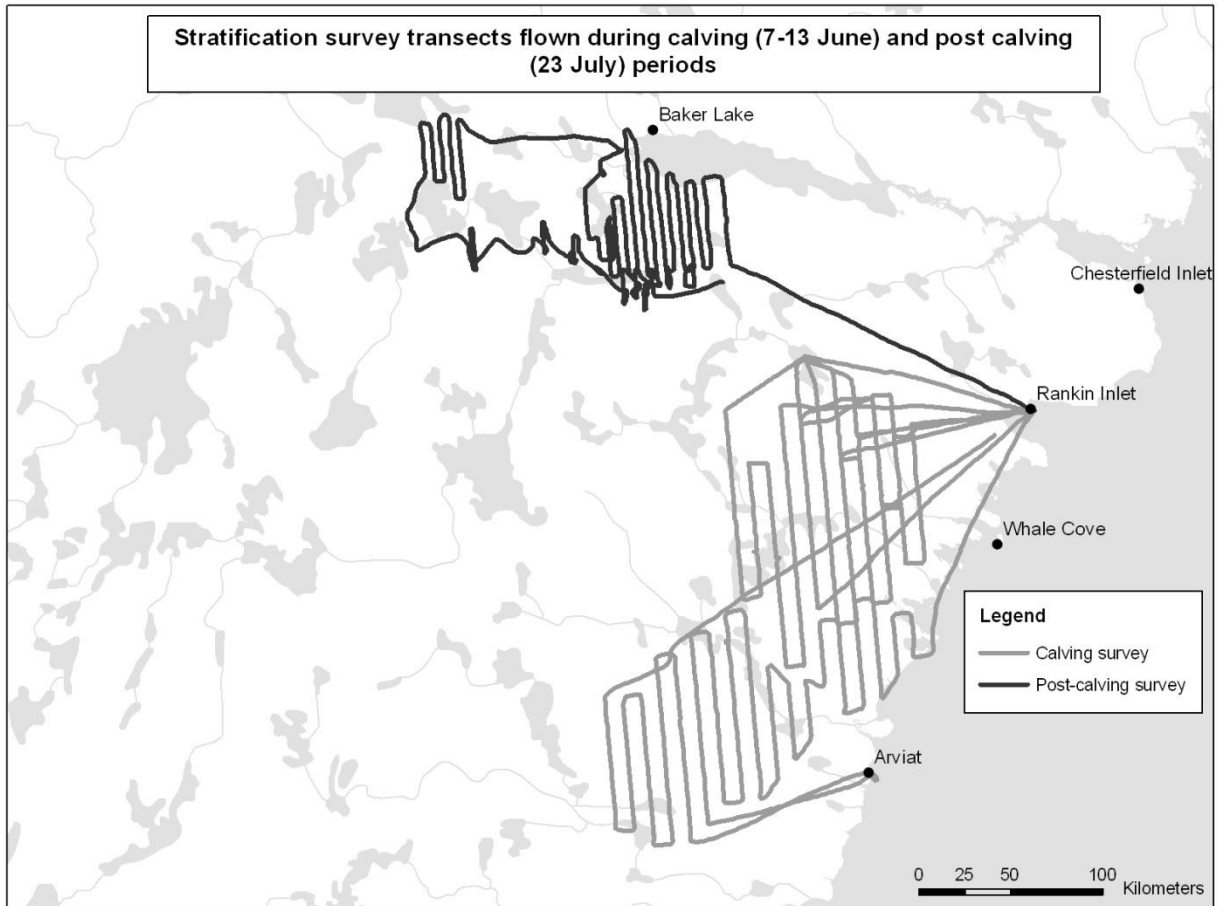 Stratification survey transects flown during calving (7-13 June) and post calving
(23 July) periods
Baker Lake
Chesterfield Inlet
Rankin Inlet
Whale Cove
Legend
Calving survey
Post-calving survey
Arviat
0 25 50 100
Kilometers